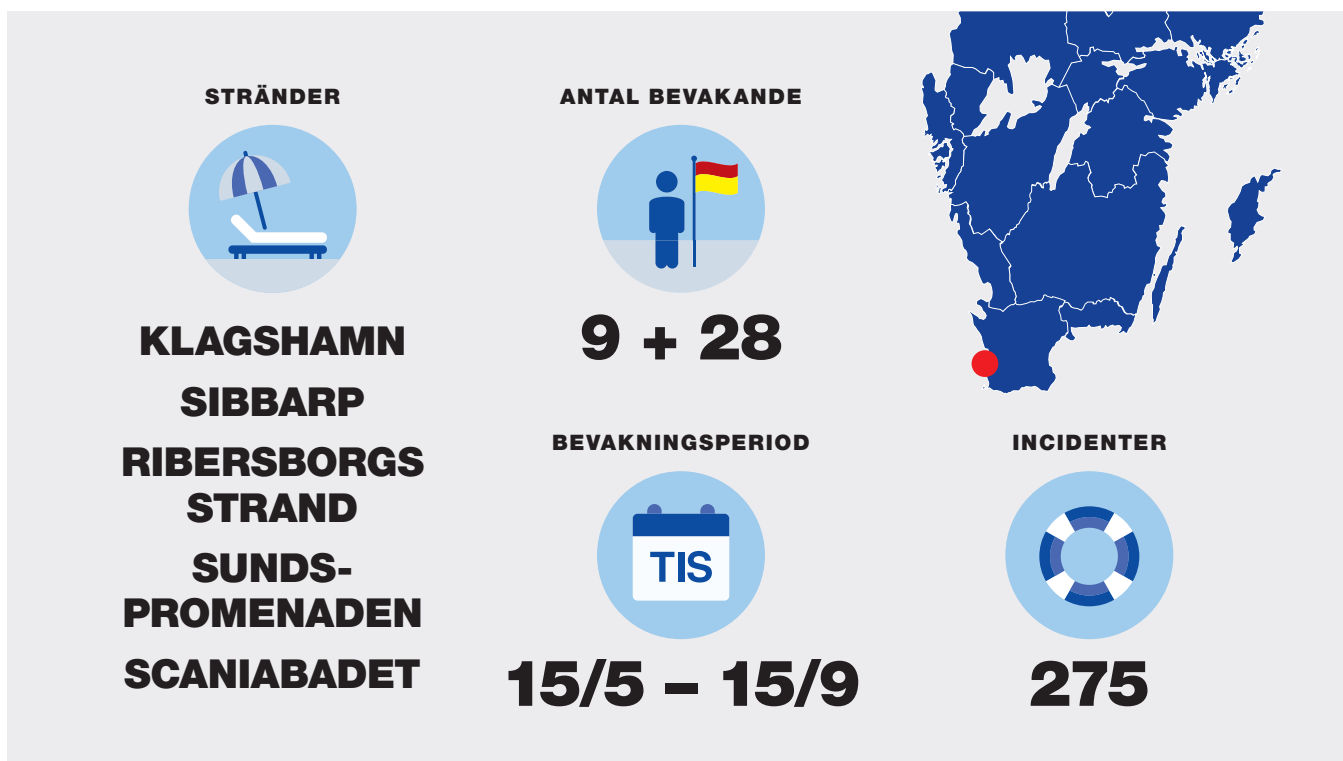 STRÄNDER
KLAGSHAMN
SIBBARP
RIBERSBORGS
STRAND
SUNDS-
PROMENADEN
SCANIABADET
ANTAL BEVAKANDE
9 + 28
BEVAKNINGSPERIOD
TIS
15/5 – 15/9
INCIDENTER
275